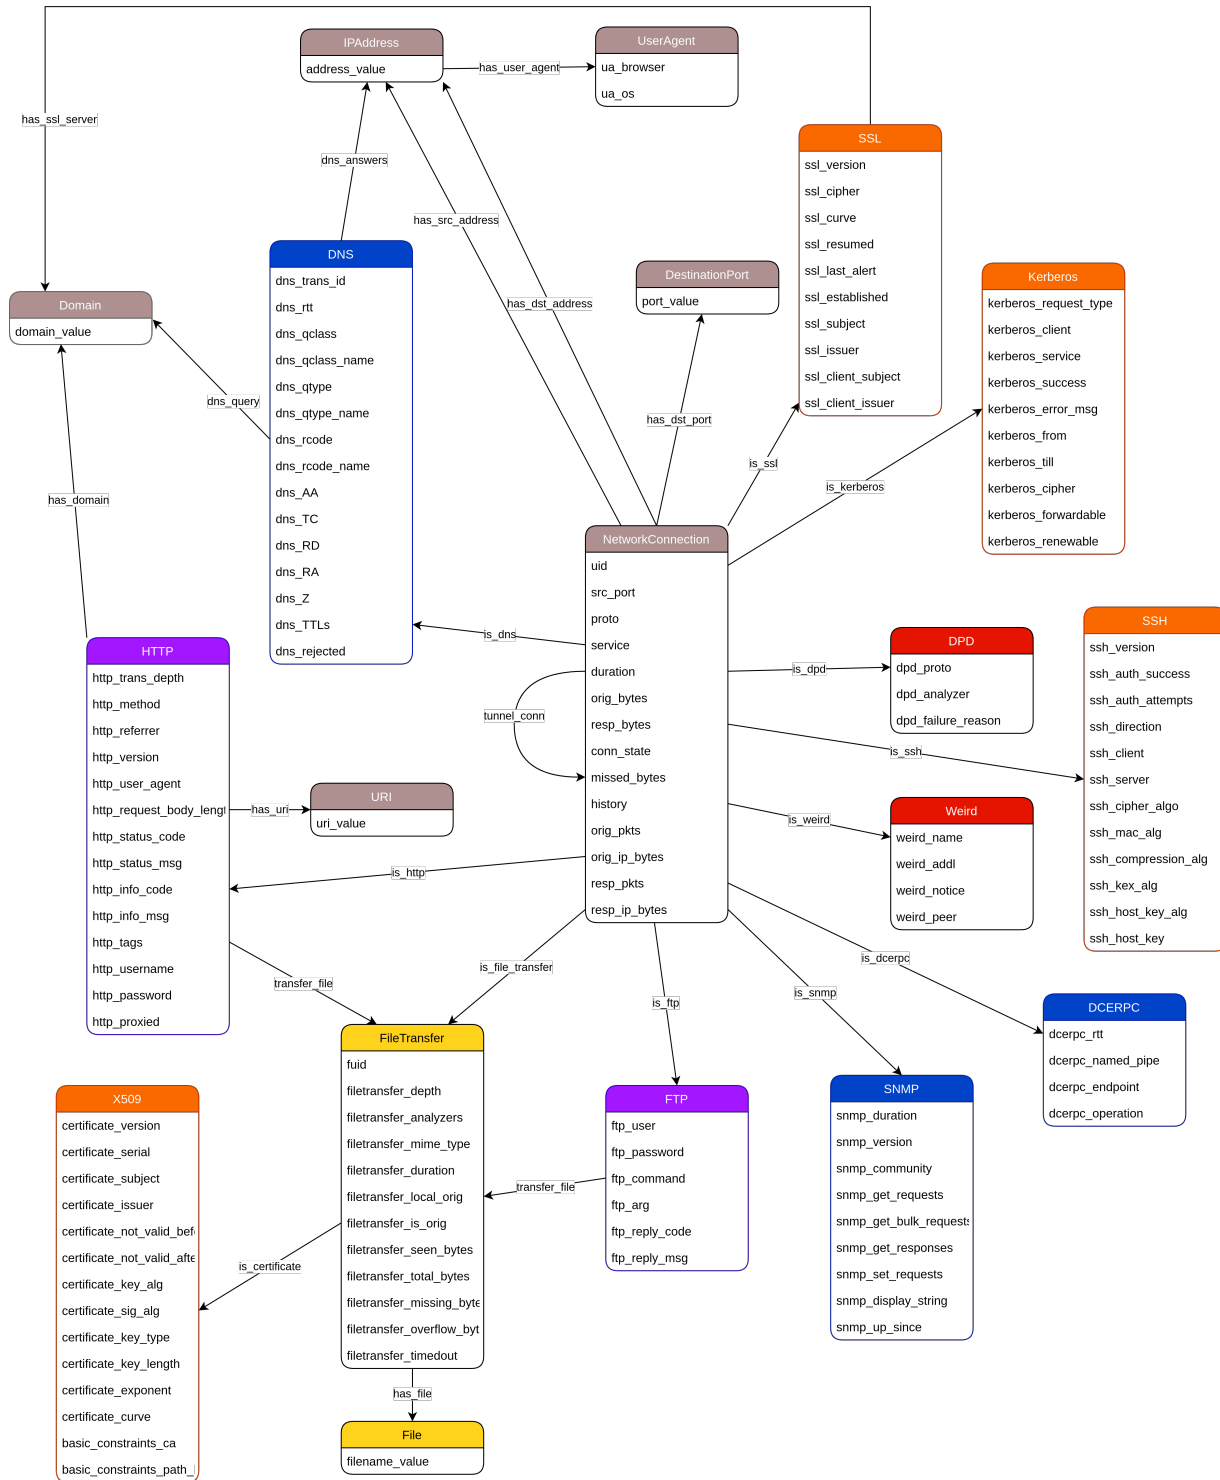 IPAddress
address_value
has_user_agent
UserAgent
ua_browser
ua_os
has_ssl_server
dns_answers
has_src_address
has_dst_address
SSL
ssl_version
ssl_cipher
ssl_curve
ssl_resumed
ssl_last_alert
ssl_established
ssl_subject
ssl_issuer
ssl_client_subject
ssl_client_issuer
DNS
dns_trans_id
dns_rtt
dns_qclass
dns_qclass_name
dns_qtype
dns_qtype_name
dns_rcode
dns_rcode_name
dns_AA
dns_TC
dns_RD
dns_RA
dns_Z
dns_TTLs
dns_rejected
Domain
domain_value
dns_query
has_domain
DestinationPort
port_value
has_dst_port
is_ssl
is_kerberos
Kerberos
kerberos_request_type
kerberos_client
kerberos_service
kerberos_success
kerberos_error_msg
kerberos_from
kerberos_till
kerberos_cipher
kerberos_forwardable
kerberos_renewable
NetworkConnection
uid
src_port
proto
service
duration
orig_bytes
resp_bytes
conn_state
missed_bytes
history
orig_pkts
orig_ip_bytes
resp_pkts
resp_ip_bytes
is_dns
tunnel_conn
is_dpd
DPD
dpd_proto
dpd_analyzer
dpd_failure_reason
is_ssh
SSH
ssh_version
ssh_auth_success
ssh_auth_attempts
ssh_direction
ssh_client
ssh_server
ssh_cipher_algo
ssh_mac_alg
ssh_compression_alg
ssh_kex_alg
ssh_host_key_alg
ssh_host_key
is_weird
Weird
weird_name
weird_addl
weird_notice
weird_peer
HTTP
http_trans_depth
http_method
http_referrer
http_version
http_user_agent
http_request_body_lengt
http_status_code
http_status_msg
http_info_code
http_info_msg
http_tags
http_username
http_password
http_proxied
has_uri
URI
uri_value
is_http
transfer_file
is_file_transfer
is_ftp
is_snmp
is_dcerpc
DCERPC
dcerpc_rtt
dcerpc_named_pipe
dcerpc_endpoint
dcerpc_operation
FileTransfer
fuid
filetransfer_depth
filetransfer_analyzers
filetransfer_mime_type
filetransfer_duration
filetransfer_local_orig
filetransfer_is_orig
filetransfer_seen_bytes
filetransfer_total_bytes
filetransfer_missing_byte
filetransfer_overflow_byt
filetransfer_timedout
transfer_file
FTP
ftp_user
ftp_password
ftp_command
ftp_arg
ftp_reply_code
ftp_reply_msg
SNMP
snmp_duration
snmp_version
snmp_community
snmp_get_requests
snmp_get_bulk_requests
snmp_get_responses
snmp_set_requests
snmp_display_string
snmp_up_since
X509
certificate_version
certificate_serial
certificate_subject
certificate_issuer
certificate_not_valid_bef
certificate_not_valid_afte
certificate_key_alg
certificate_sig_alg
certificate_key_type
certificate_key_length
certificate_exponent
certificate_curve
basic_constraints_ca
basic_constraints_path_
is_certificate
has_file
File
filename_value